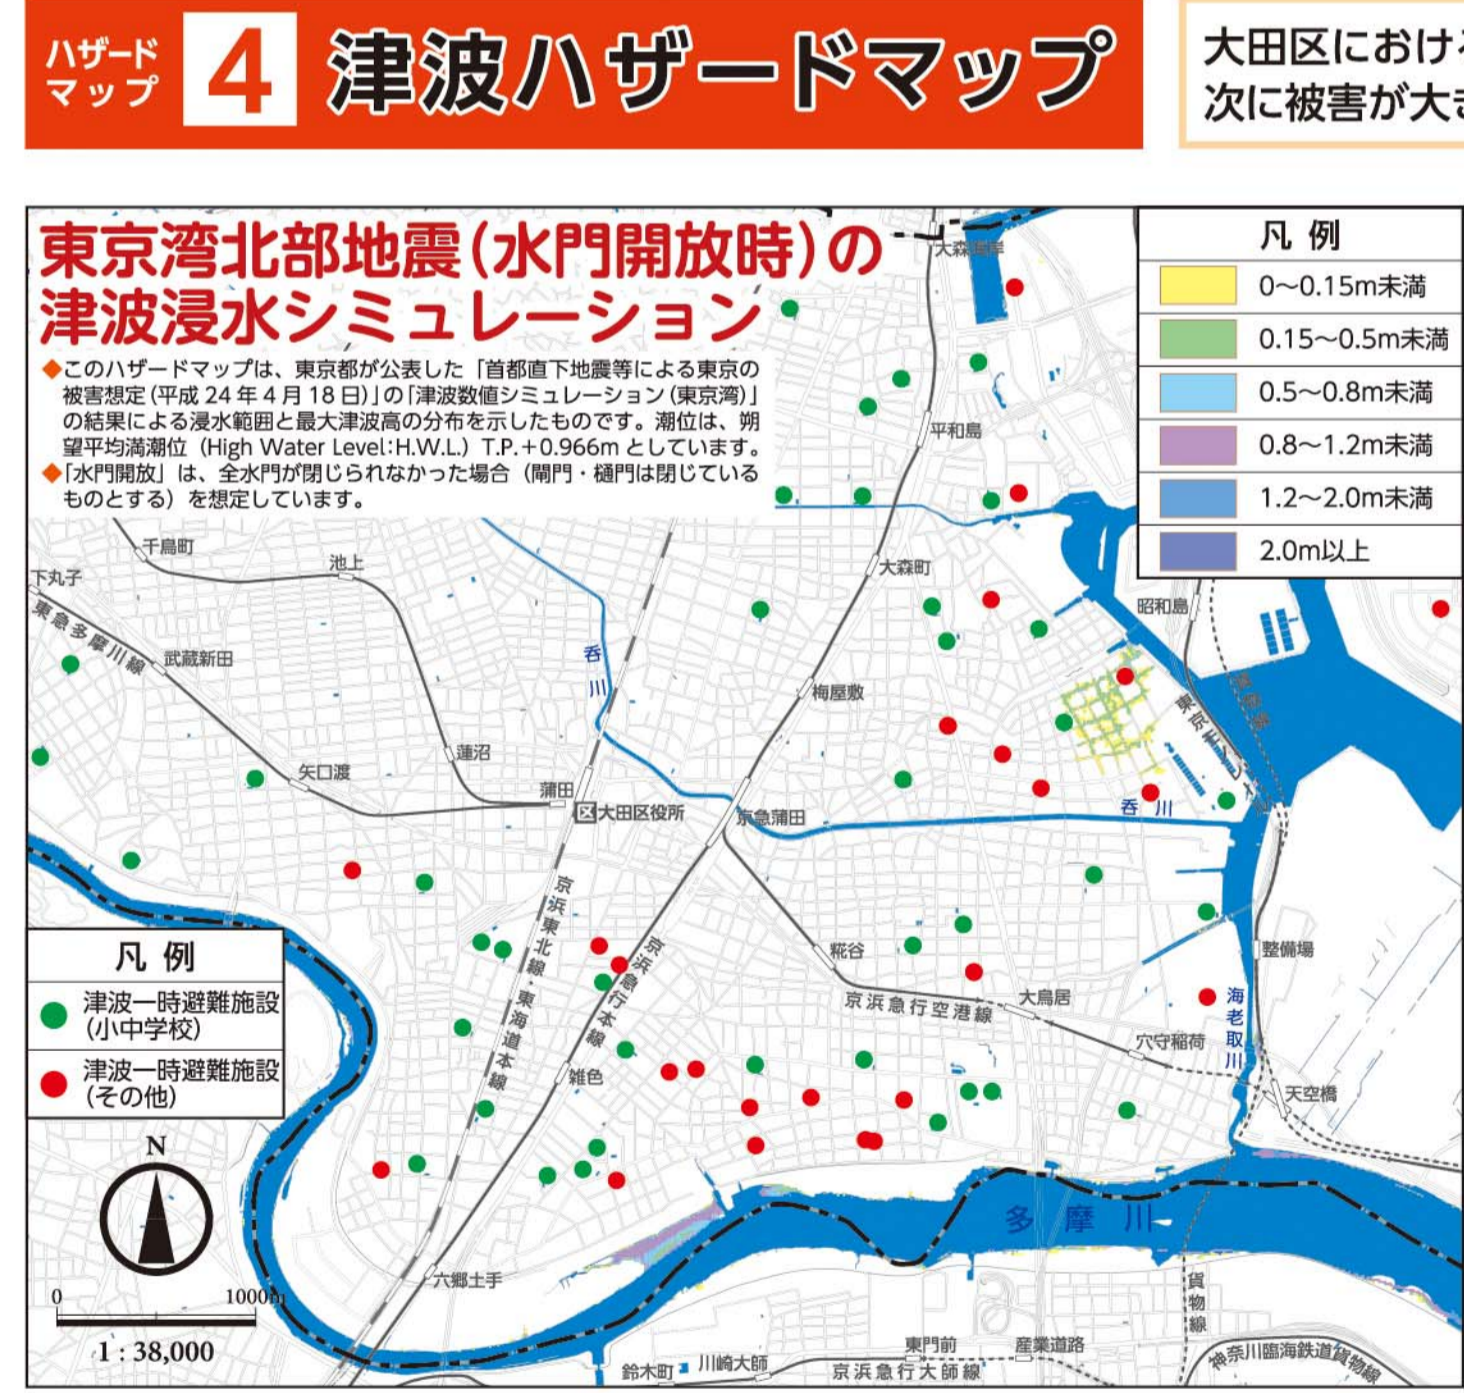 ハザード
マップ
4
津波ハザードマップ
大田区におけ
次に被害が大
東京湾北部地震(水門開放時)の
津波浸水シミュレーション
◆このハザードマップは、東京都が公表した「首都直下地震等による東京の
被害想定(平成24年4月18日)」の「津波数値シミュレーション(東京湾)」
の結果による浸水範囲と最大津波高の分布を示したものです。潮位は、朔
望平均満潮位(High Water Level:H.W.L.)T.P.+0.966mとしています。
◆「水門開放」は、全水門が閉じられなかった場合(閘門・樋門は閉じている
ものとする)を想定しています。
凡例
0〜0.15m未満
0.15〜0.5m未満
0.5〜0.8m未満
0.8〜1.2m未満
1.2〜2.0m未満
2.0m以上
大森海岸
平和島
大森町
昭和島
千鳥町
池上
下丸子
東急多摩川線
武蔵新田
呑川
梅屋敷
東京モノレール
蓮沼
矢口渡
蒲田
区大田区役所
京急蒲田
呑川
京浜東北線・東海道本線
京浜急行本線
糀谷
京浜急行空港線
大鳥居
整備場
海老取川
穴守稲荷
天空橋
雑色
凡例
津波一時避難施設
(小中学校)
津波一時避難施設
(その他)
N
0
1000m
1:38,000
六郷土手
多摩川
貨物線
鈴木町
川崎大師
東門前
産業道路
京浜急行大師線
神奈川臨海鉄道貨物線